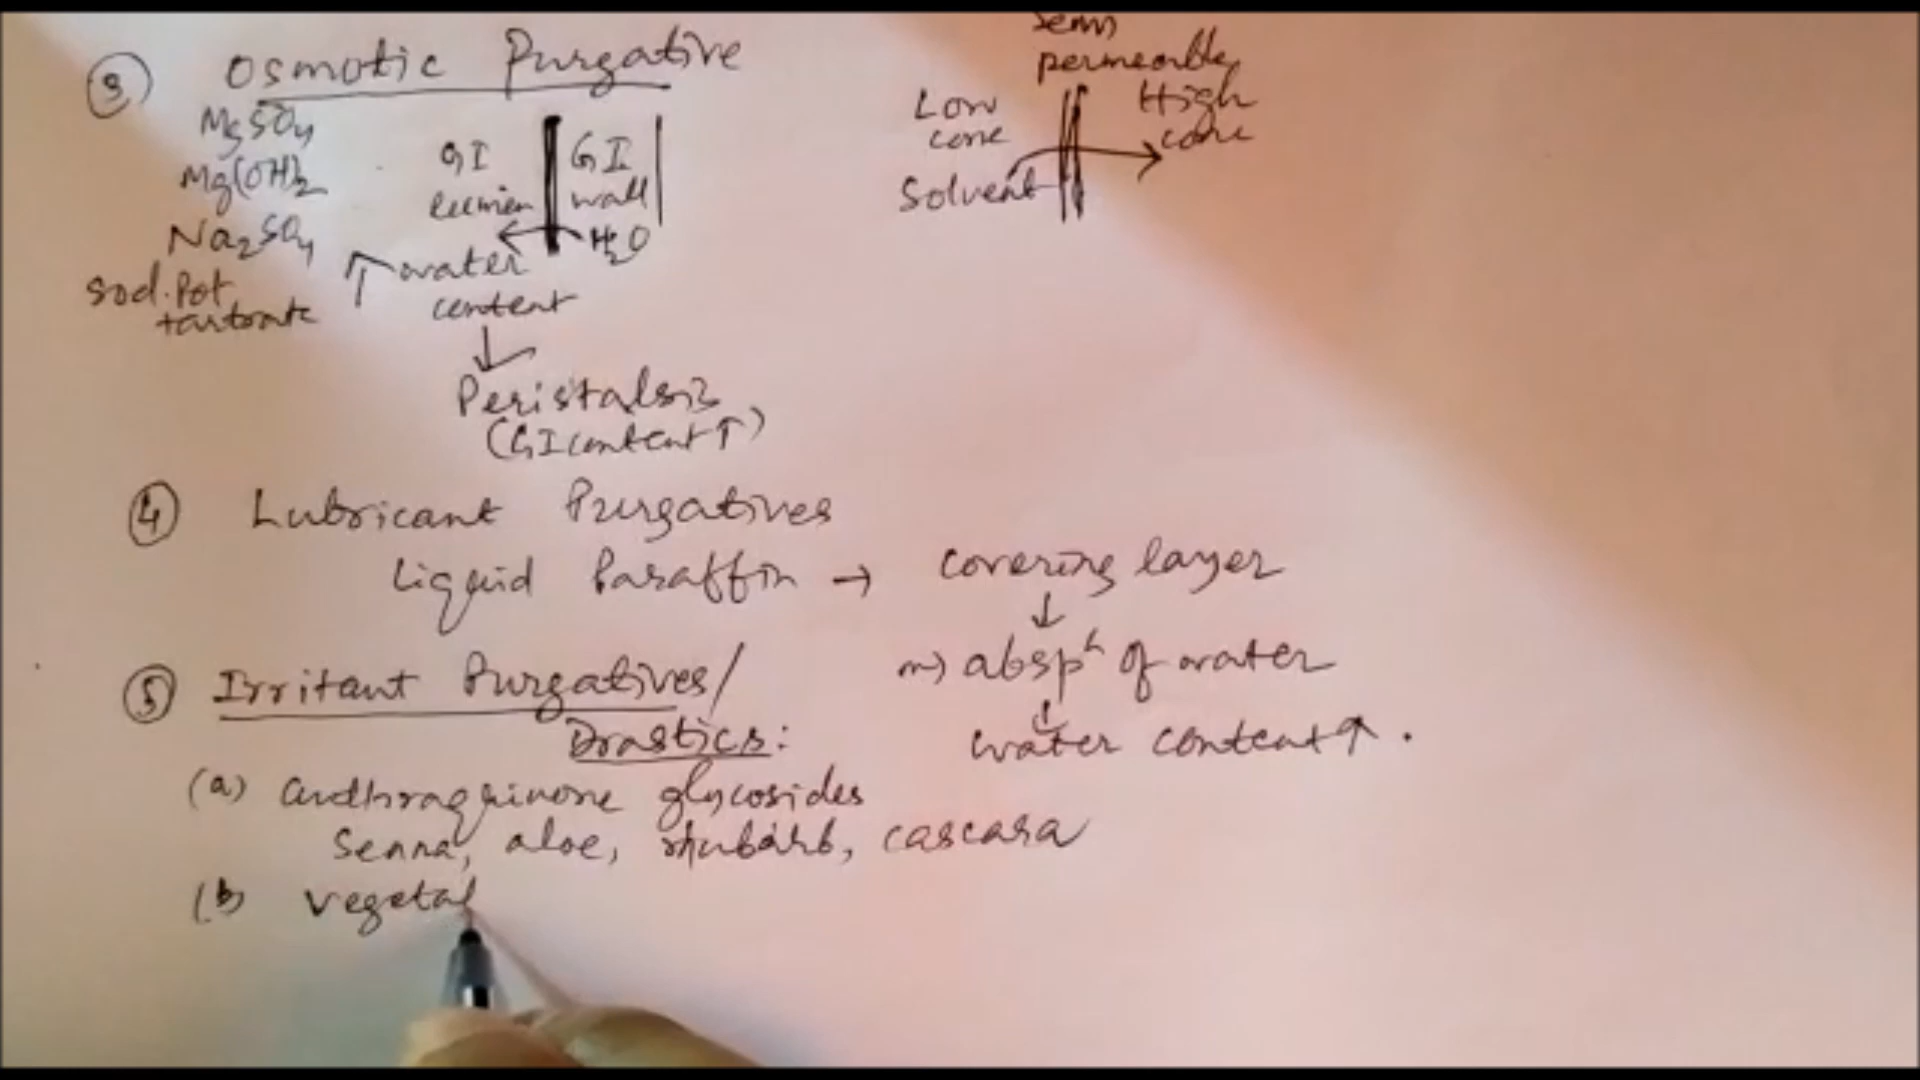 ③ Osmotic Purgative
MgSO4
Mg(OH)2
Na2SO4
Sod. Pot
tartrate
GI
lumen
GI
wall
H2O
↑ water
content
↓
Peristalsis
(GI content ↑)
Semi
permeable
Low
conc
Solvent
High
conc
④ Lubricant Purgatives
Liquid Paraffin → covering layer
↓
abspn of water
↓
water content ↑.
⑤ Irritant Purgatives/
Drastics:
(a) anthraquinone glycosides
Senna, aloe, rhubarb, cascara
(b) vegetal